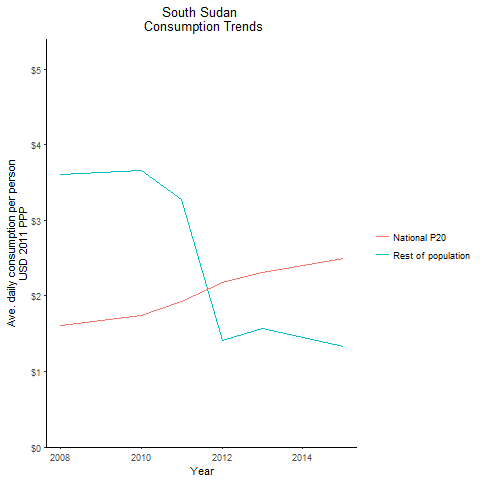 South Sudan
Consumption Trends
$5
$4
$3
$2
$1
$0
Ave. daily consumption per person
USD 2011 PPP
2008
2010
2012
2014
Year
National P20
Rest of population